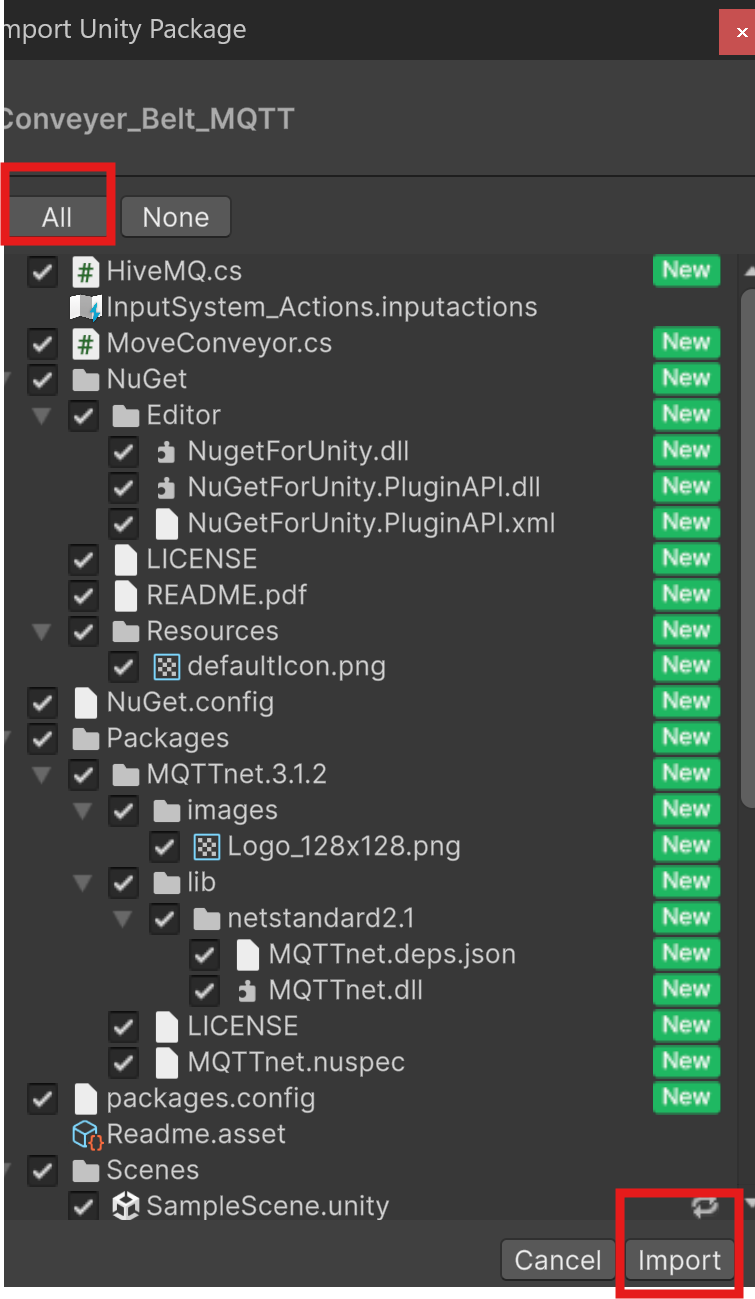 mport Unity Package
Conveyer_Belt_MQTT
All None
HiveMQ.cs New
InputSystem_Actions.inputactions
MoveConveyor.cs New
NuGet New
Editor New
NugetForUnity.dll New
NuGetForUnity.PluginAPI.dll New
NuGetForUnity.PluginAPI.xml New
LICENSE New
README.pdf New
Resources New
defaultIcon.png New
NuGet.config New
Packages New
MQTTnet.3.1.2 New
images New
Logo_128x128.png New
lib New
netstandard2.1 New
MQTTnet.deps.json New
MQTTnet.dll New
LICENSE New
MQTTnet.nuspec New
packages.config New
Readme.asset
Scenes
SampleScene.unity
Cancel Import